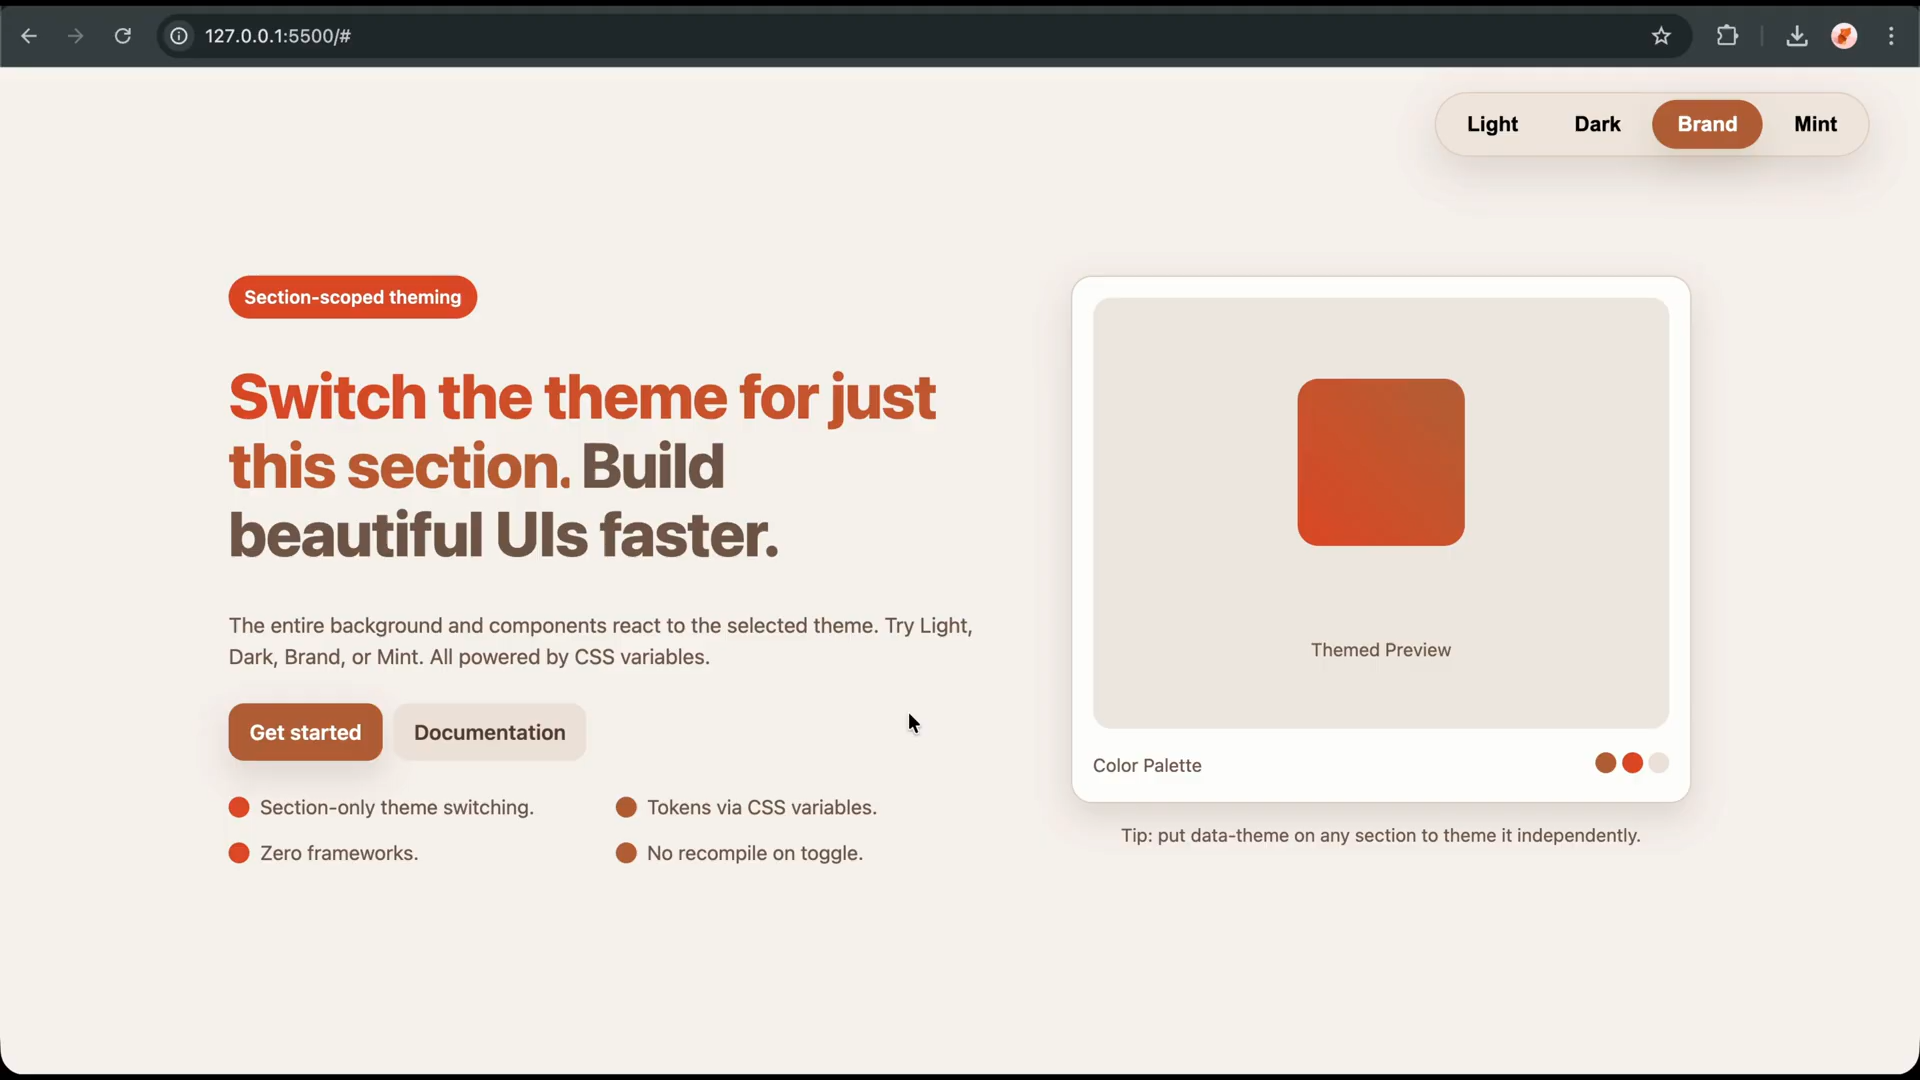 127.0.0.1:5500/#
Light
Dark
Brand
Mint
Section-scoped theming
Switch the theme for just
this section. Build
beautiful UIs faster.
The entire background and components react to the selected theme. Try Light,
Dark, Brand, or Mint. All powered by CSS variables.
Get started
Documentation
Section-only theme switching.
Tokens via CSS variables.
Zero frameworks.
No recompile on toggle.
Themed Preview
Color Palette
Tip: put data-theme on any section to theme it independently.